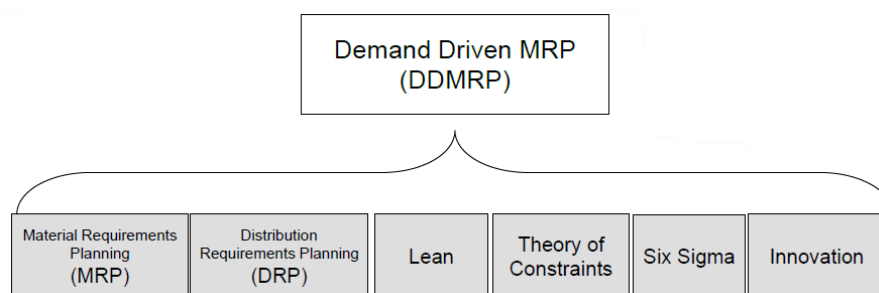 Demand Driven MRP
(DDMRP)
Material Requirements
Planning
(MRP)
Distribution
Requirements Planning
(DRP)
Lean
Theory of
Constraints
Six Sigma
Innovation